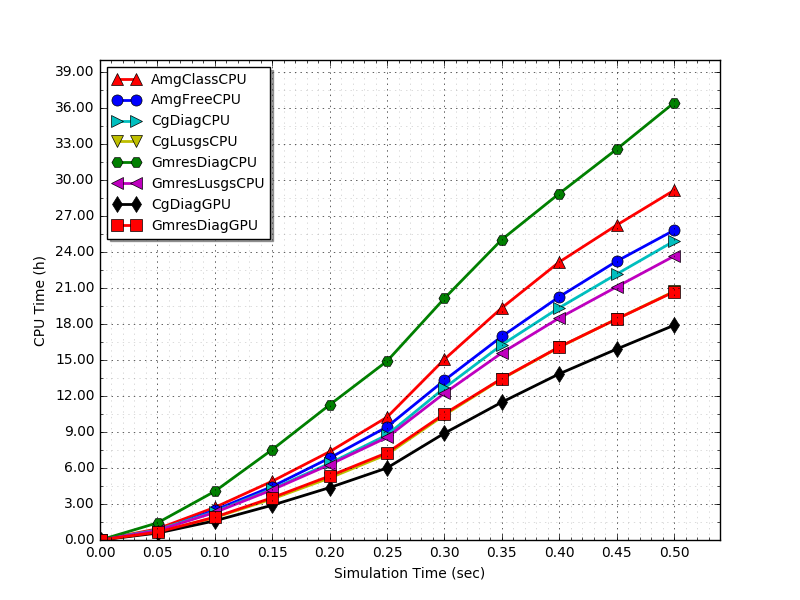 39.00
36.00
33.00
30.00
27.00
24.00
21.00
18.00
15.00
12.00
9.00
6.00
3.00
0.00
CPU Time (h)
AmgClassCPU
AmgFreeCPU
CgDiagCPU
CgLusgsCPU
GmresDiagCPU
GmresLusgsCPU
CgDiagGPU
GmresDiagGPU
0.00 0.05 0.10 0.15 0.20 0.25 0.30 0.35 0.40 0.45 0.50
Simulation Time (sec)